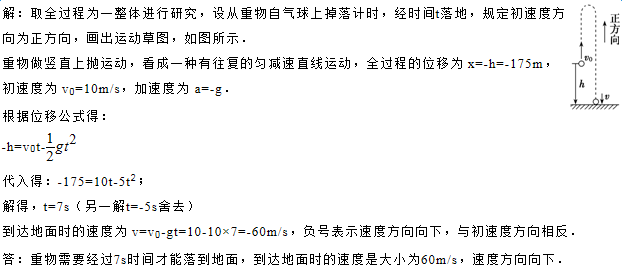 解：取全过程为一整体进行研究，设从重物自气球上掉落计时，经时间t落地，规定初速度方
向为正方向，画出运动草图，如图所示．
重物做竖直上抛运动，看成一种有往复的匀减速直线运动，全过程的位移为x=-h=-175m，
初速度为v₀=10m/s，加速度为a=-g．
根据位移公式得：
-h=v₀t-\frac{1}{2}gt²
代入得：-175=10t-5t²；
解得，t=7s（另一解t=-5s舍去）
到达地面时的速度为v=v₀-gt=10-10×7=-60m/s，负号表示速度方向向下，与初速度方向相反．
答：重物需要经过7s时间才能落到地面，到达地面时的速度是大小为60m/s，速度方向向下．
正方向
v₀
h
v